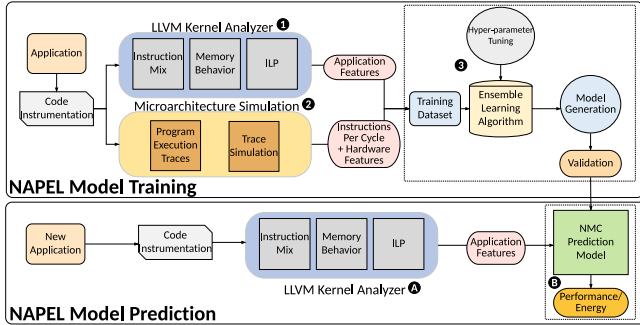 LLVM Kernel Analyzer 1
Application
Instruction
Mix
Memory
Behavior
ILP
Application
Features
Code
Instrumentation
Microarchitecture Simulation 2
Program
Execution
Traces
Trace
Simulation
Instructions
Per Cycle
+ Hardware
Features
Hyper-parameter
Tuning
3
Training
Dataset
Ensemble
Learning
Algorithm
Model
Generation
Validation
NAPEL Model Training
New
Application
Code
Instrumentation
Instruction
Mix
Memory
Behavior
ILP
LLVM Kernel Analyzer A
Application
Features
NMC
Prediction
Model
B
Performance/
Energy
NAPEL Model Prediction